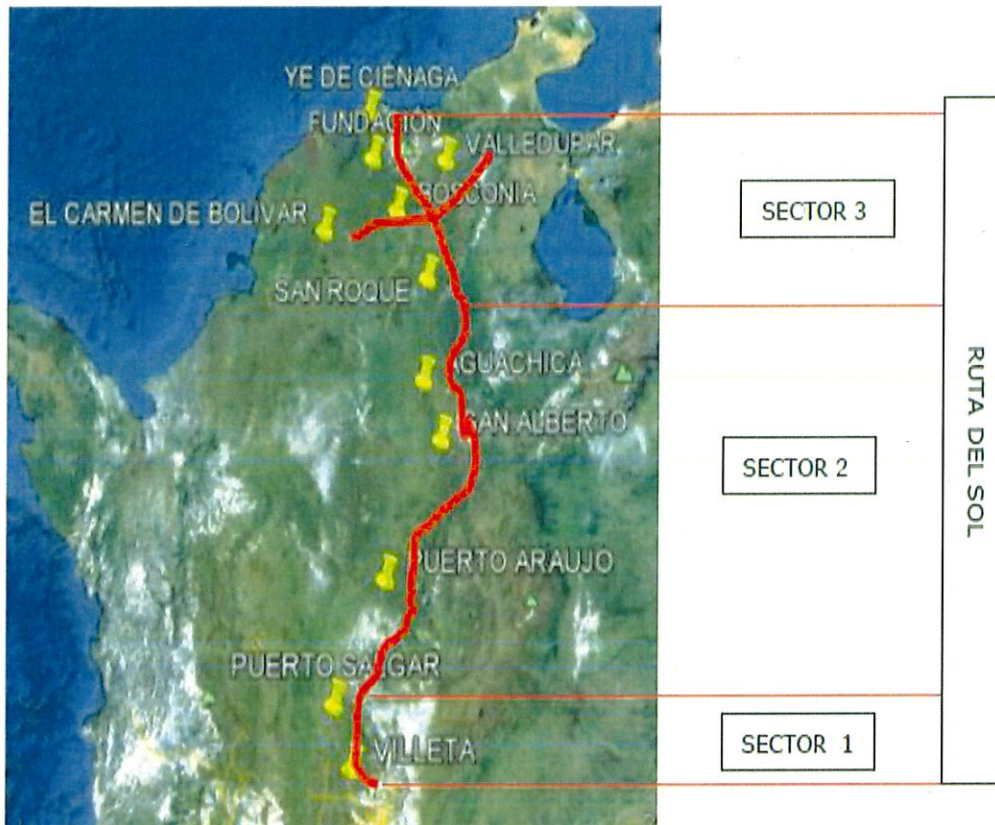 YE DE CIÉNAGA
FUNDACIÓN
VALLEDUPAR
BOSCONIA
EL CARMEN DE BOLIVAR
SECTOR 3
SAN ROQUE
AGUACHICA
SAN ALBERTO
SECTOR 2
RUTA DEL SOL
PUERTO ARAUJO
PUERTO SALGAR
SECTOR 1
VILLETA